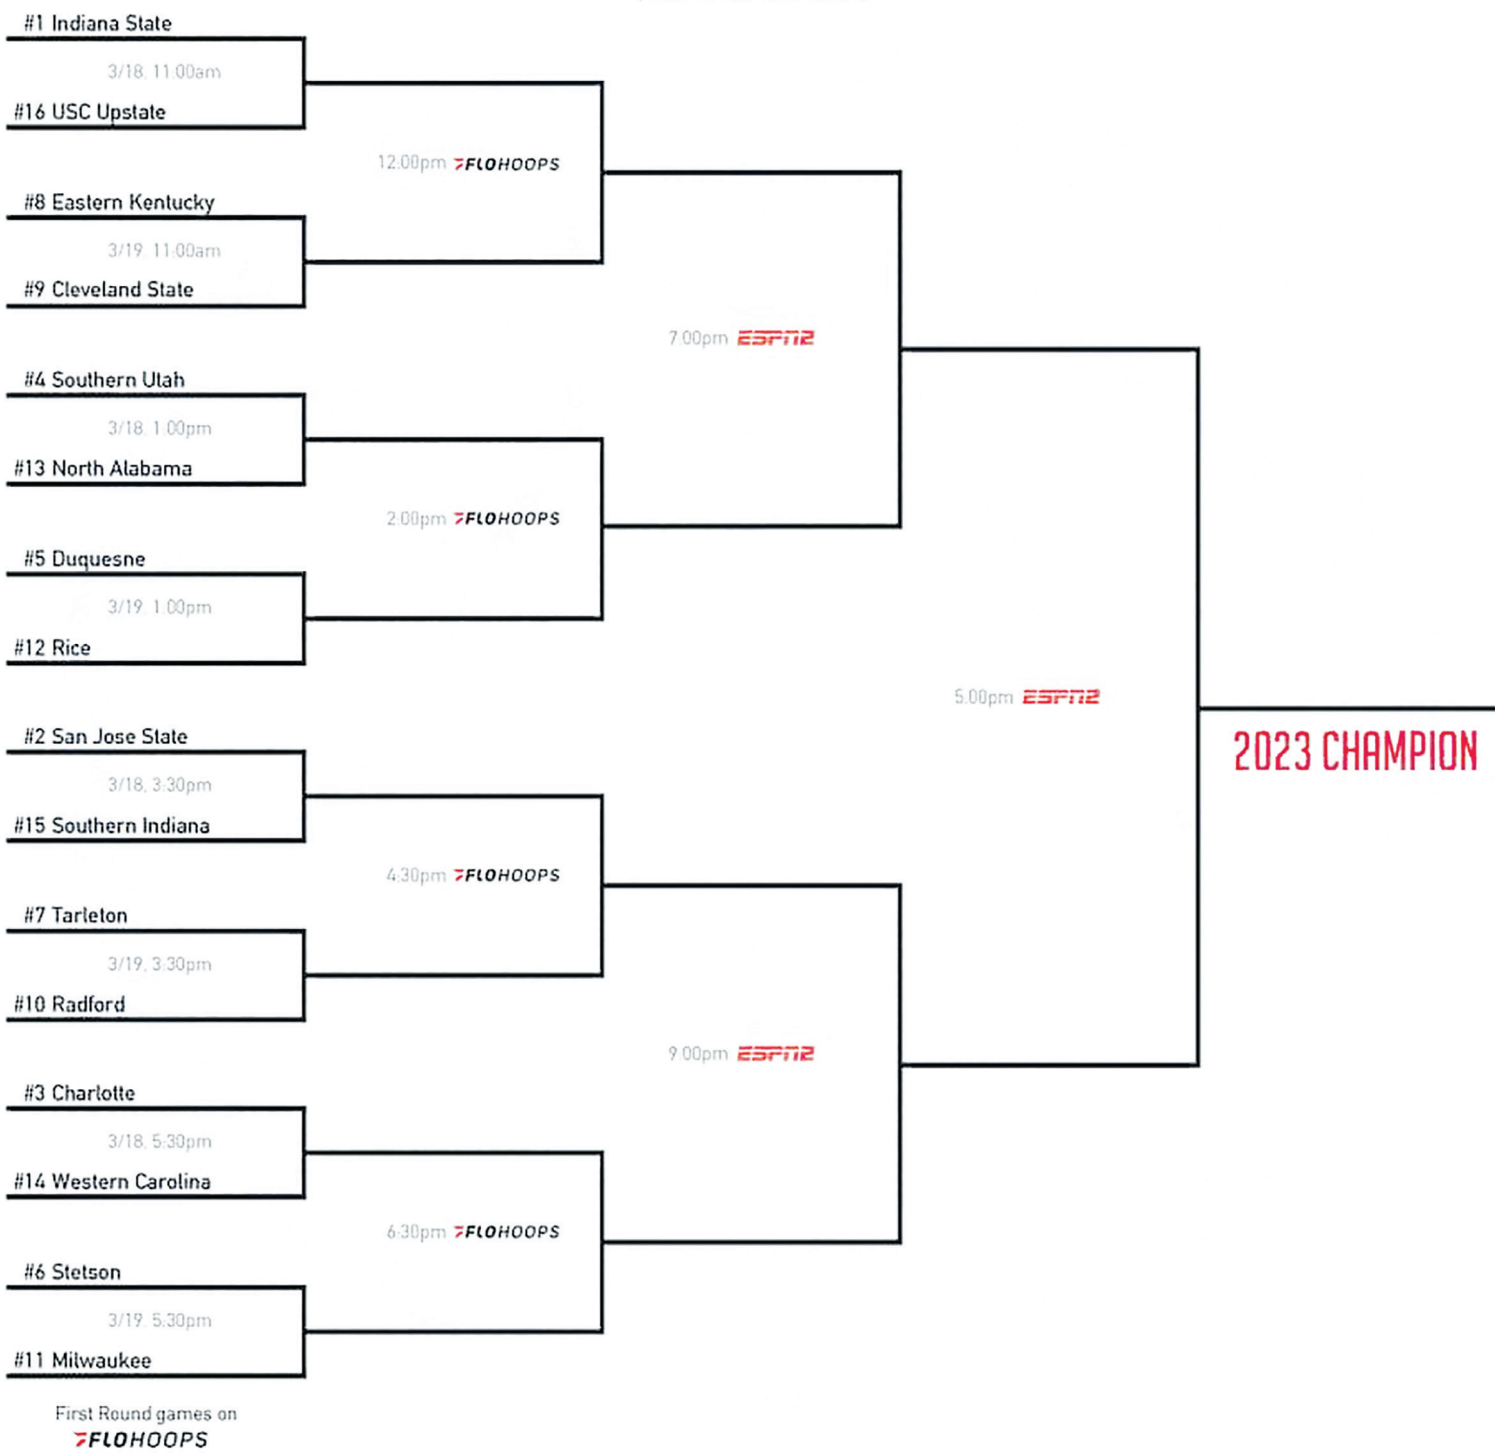 #1 Indiana State
3/18, 11:00am
#16 USC Upstate
12:00pm FLOHOOPS
#8 Eastern Kentucky
3/19, 11:00am
#9 Cleveland State
7:00pm ESPN2
#4 Southern Utah
3/18, 1:00pm
#13 North Alabama
2:00pm FLOHOOPS
#5 Duquesne
3/19, 1:00pm
#12 Rice
5:00pm ESPN2
2023 CHAMPION
#2 San Jose State
3/18, 3:30pm
#15 Southern Indiana
4:30pm FLOHOOPS
#7 Tarleton
3/19, 3:30pm
#10 Radford
9:00pm ESPN2
#3 Charlotte
3/18, 5:30pm
#14 Western Carolina
6:30pm FLOHOOPS
#6 Stetson
3/19, 5:30pm
#11 Milwaukee
First Round games on
FLOHOOPS